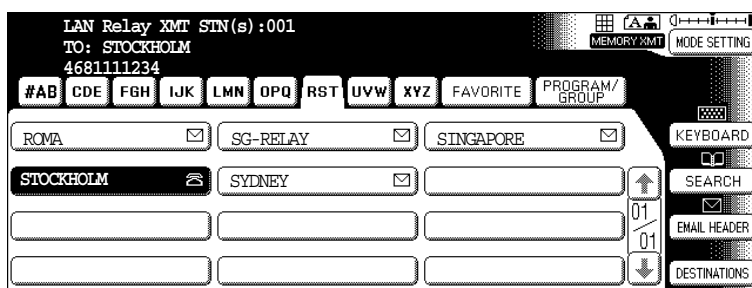 LAN Relay XMT STN(s):001
TO: STOCKHOLM
4681111234
MEMORY XMT
MODE SETTING
#AB CDE FGH IJK LMN OPQ RST UVW XYZ FAVORITE PROGRAM/GROUP
ROMA SG-RELAY SINGAPORE
STOCKHOLM SYDNEY
01/01
KEYBOARD
SEARCH
EMAIL HEADER
DESTINATIONS